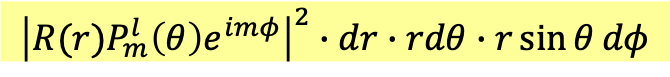 |R(r)P_m^l(θ)e^{imϕ}|^2 · dr · rdθ · r sin θ dϕ